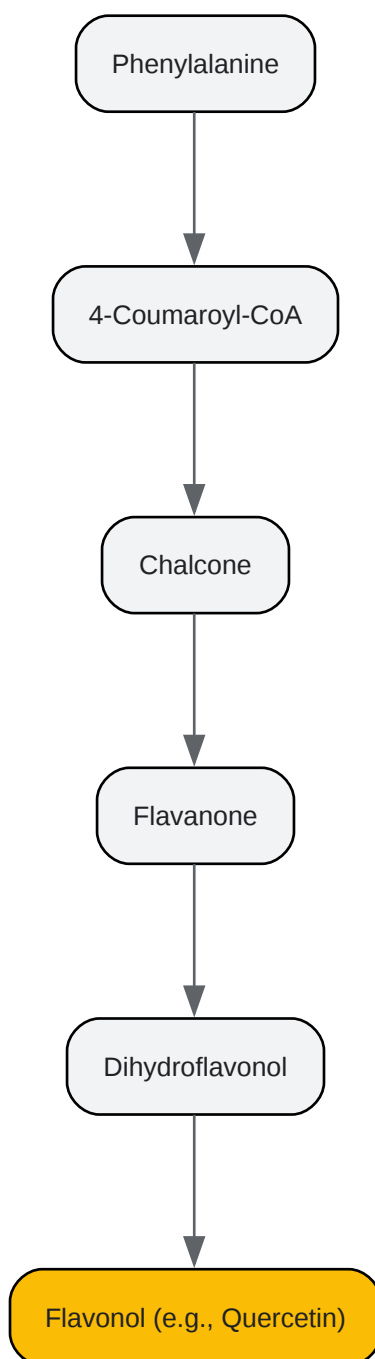 Phenylalanine
4-Coumaroyl-CoA
Chalcone
Flavanone
Dihydroflavonol
Flavonol (e.g., Quercetin)